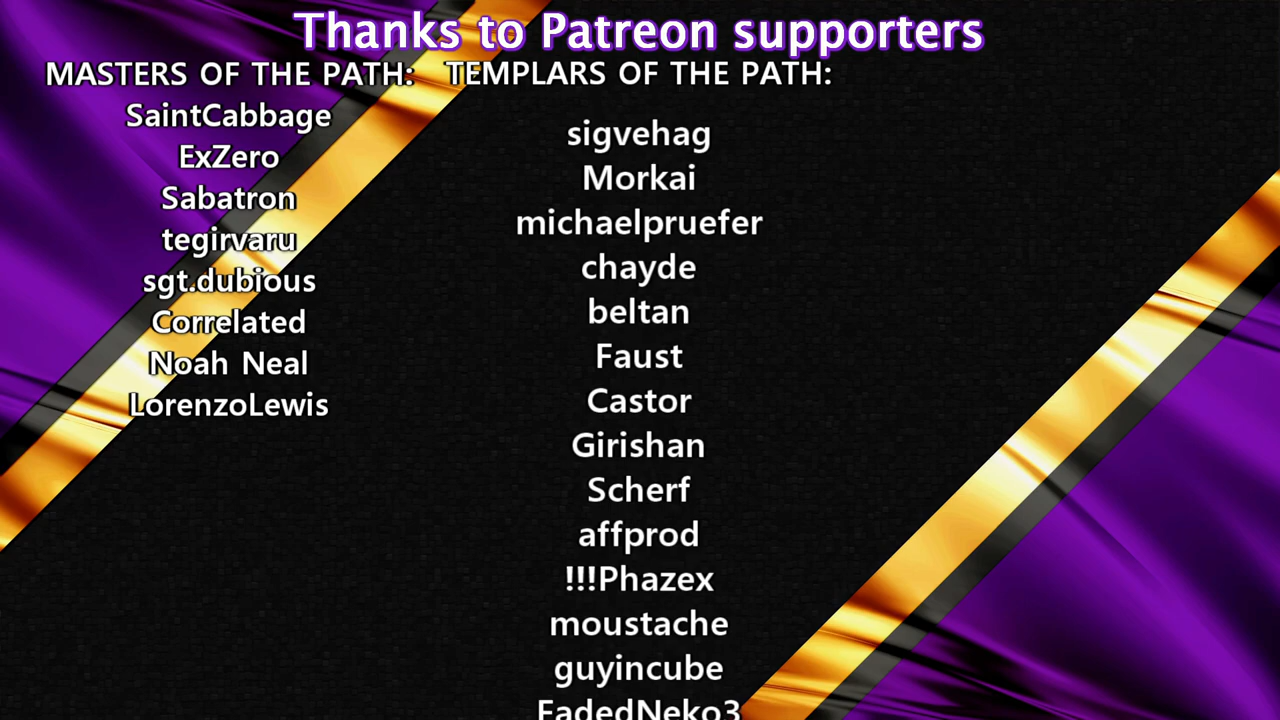 Thanks to Patreon supporters
MASTERS OF THE PATH:
SaintCabbage
ExZero
Sabatron
tegirvaru
sgt.dubious
Correlated
Noah Neal
LorenzoLewis
TEMPLARS OF THE PATH:
sigvehag
Morkai
michaelpruefer
chayde
beltan
Faust
Castor
Girishan
Scherf
affprod
!!!Phazex
moustache
guyincube
FadedNeko3